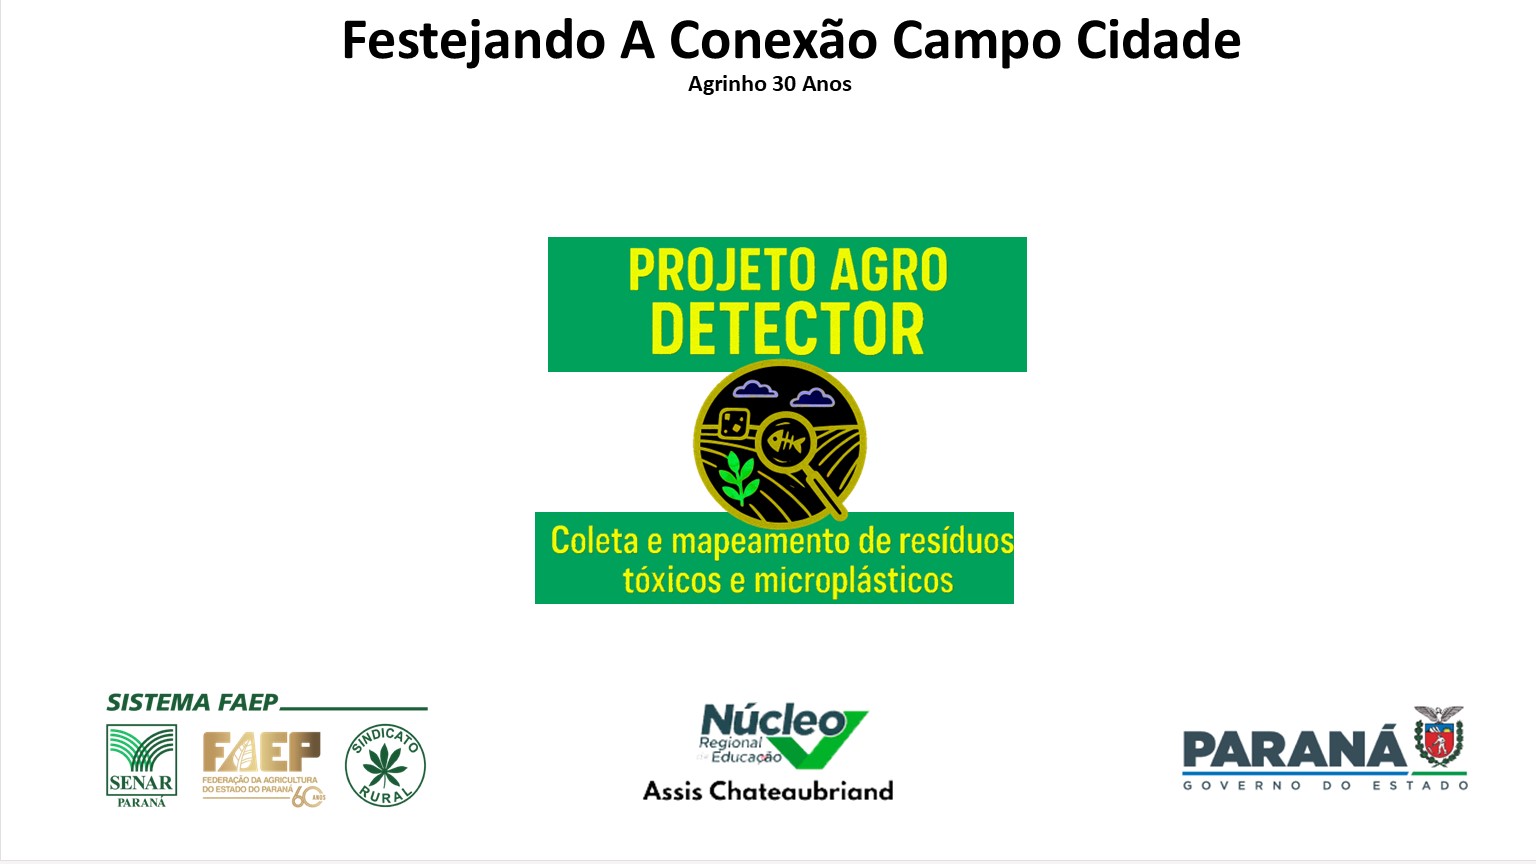 Festejando A Conexão Campo Cidade
Agrinho 30 Anos
PROJETO AGRO
DETECTOR
Coleta e mapeamento de resíduos
tóxicos e microplásticos
SISTEMA FAEP
SENAR
PARANÁ
FAEP
FEDERAÇÃO DA AGRICULTURA
DO ESTADO DO PARANÁ
60 ANOS
SINDICATO
RURAL
Núcleo
Regional
de Educação
Assis Chateaubriand
PARANÁ
GOVERNO DO ESTADO